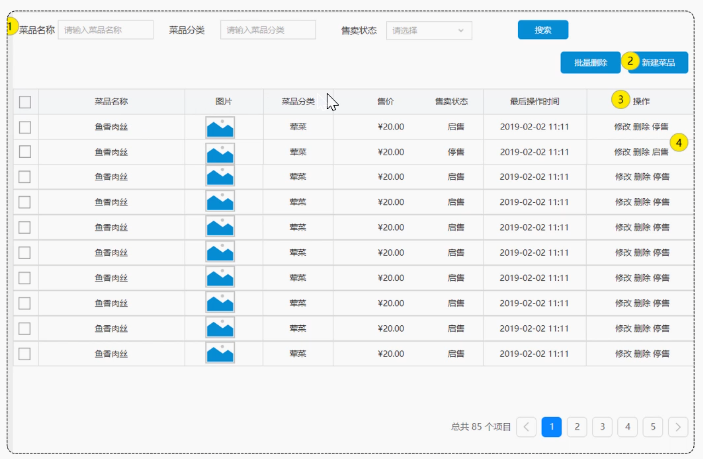 1 菜品名称 请输入菜品名称 菜品分类 请输入菜品分类 售卖状态 请选择 搜索
批量删除 2 新建菜品
菜品名称 图片 菜品分类 售价 售卖状态 最后操作时间 3 操作
鱼香肉丝 荤菜 ¥20.00 启售 2019-02-02 11:11 修改 删除 停售
鱼香肉丝 荤菜 ¥20.00 停售 2019-02-02 11:11 修改 删除 启售 4
鱼香肉丝 荤菜 ¥20.00 启售 2019-02-02 11:11 修改 删除 停售
鱼香肉丝 荤菜 ¥20.00 启售 2019-02-02 11:11 修改 删除 停售
鱼香肉丝 荤菜 ¥20.00 启售 2019-02-02 11:11 修改 删除 停售
鱼香肉丝 荤菜 ¥20.00 启售 2019-02-02 11:11 修改 删除 停售
鱼香肉丝 荤菜 ¥20.00 启售 2019-02-02 11:11 修改 删除 停售
鱼香肉丝 荤菜 ¥20.00 启售 2019-02-02 11:11 修改 删除 停售
鱼香肉丝 荤菜 ¥20.00 启售 2019-02-02 11:11 修改 删除 停售
鱼香肉丝 荤菜 ¥20.00 启售 2019-02-02 11:11 修改 删除 停售
总共 85 个项目 1 2 3 4 5